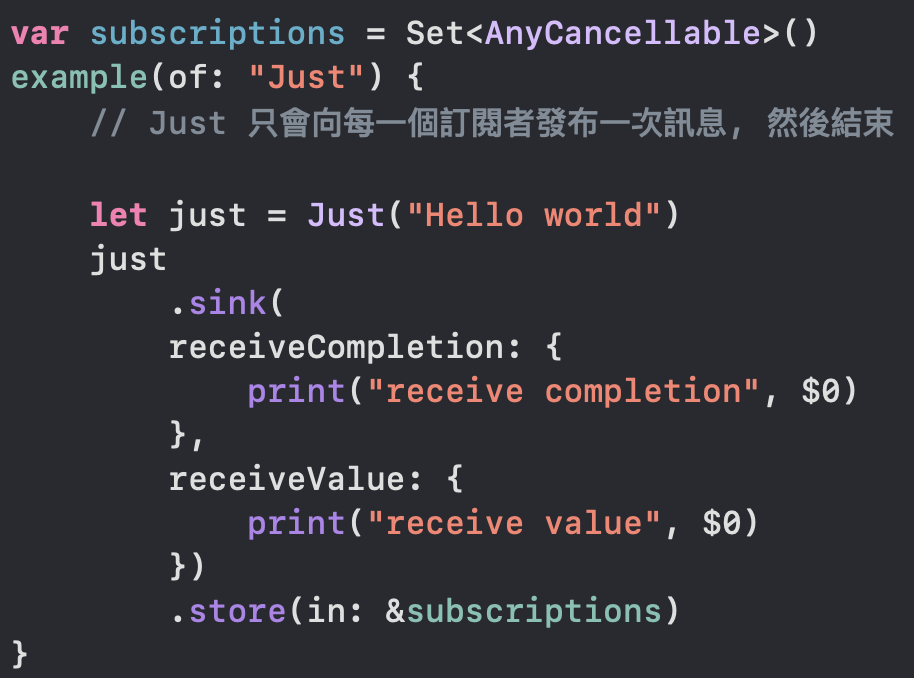 var subscriptions = Set<AnyCancellable>()
example(of: "Just") {
    // Just 只會向每一個訂閱者發布一次訊息, 然後結束

    let just = Just("Hello world")
    just
        .sink(
        receiveCompletion: {
            print("receive completion", $0)
        },
        receiveValue: {
            print("receive value", $0)
        })
        .store(in: &subscriptions)
}